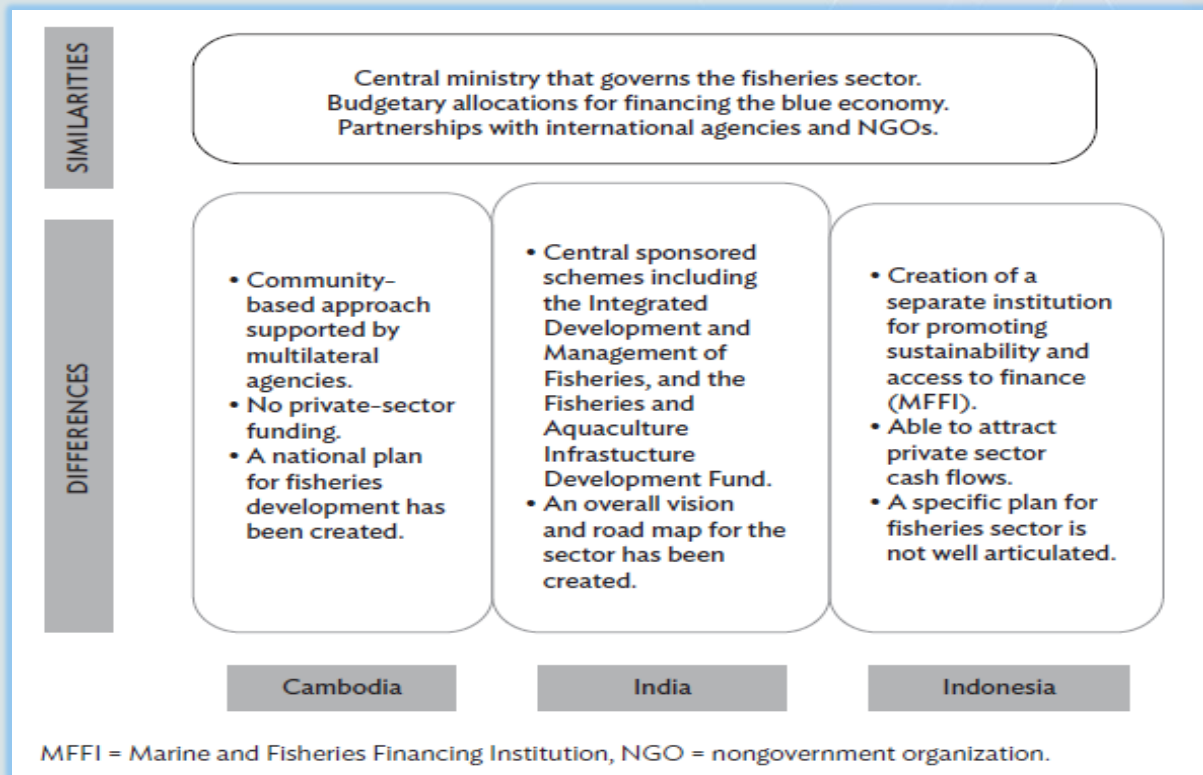 SIMILARITIES
Central ministry that governs the fisheries sector.
Budgetary allocations for financing the blue economy.
Partnerships with international agencies and NGOs.
DIFFERENCES
• Community-
based approach
supported by
multilateral
agencies.
• No private-sector
funding.
• A national plan
for fisheries
development has
been created.
• Central sponsored
schemes including
the Integrated
Development and
Management of
Fisheries, and the
Fisheries and
Aquaculture
Infrastucture
Development Fund.
• An overall vision
and road map for the
sector has been
created.
• Creation of a
separate institution
for promoting
sustainability and
access to finance
(MFFI).
• Able to attract
private sector
cash flows.
• A specific plan for
fisheries sector is
not well articulated.
Cambodia
India
Indonesia
MFFI = Marine and Fisheries Financing Institution, NGO = nongovernment organization.